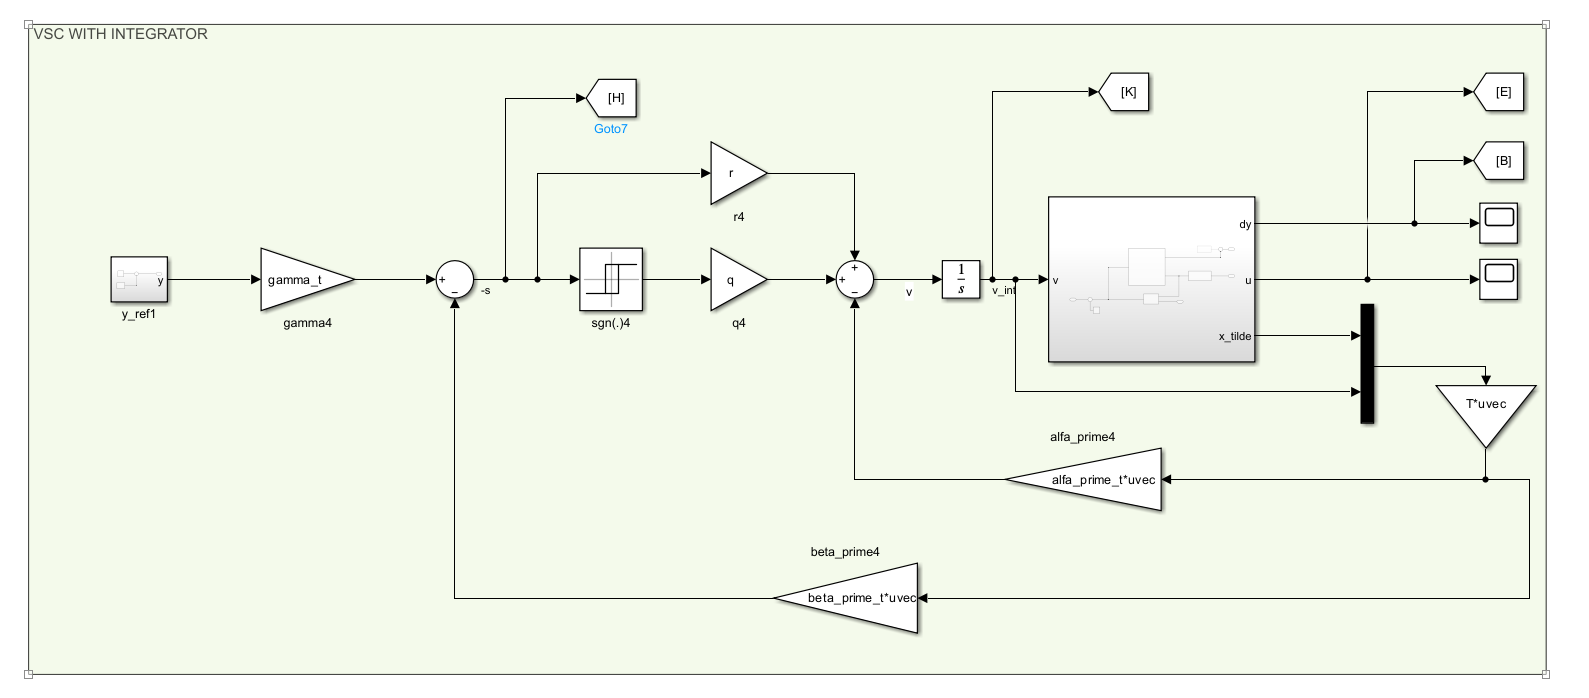 VSC WITH INTEGRATOR
[H]
Goto7
[K]
[E]
[B]
r
r4
y
y_ref1
gamma_t
gamma4
+
−
-s
sgn(.)4
q
q4
+
+
−
v
1
s
v_int
v
dy
u
x_tilde
T*uvec
alfa_prime4
alfa_prime_t*uvec
beta_prime4
beta_prime_t*uvec